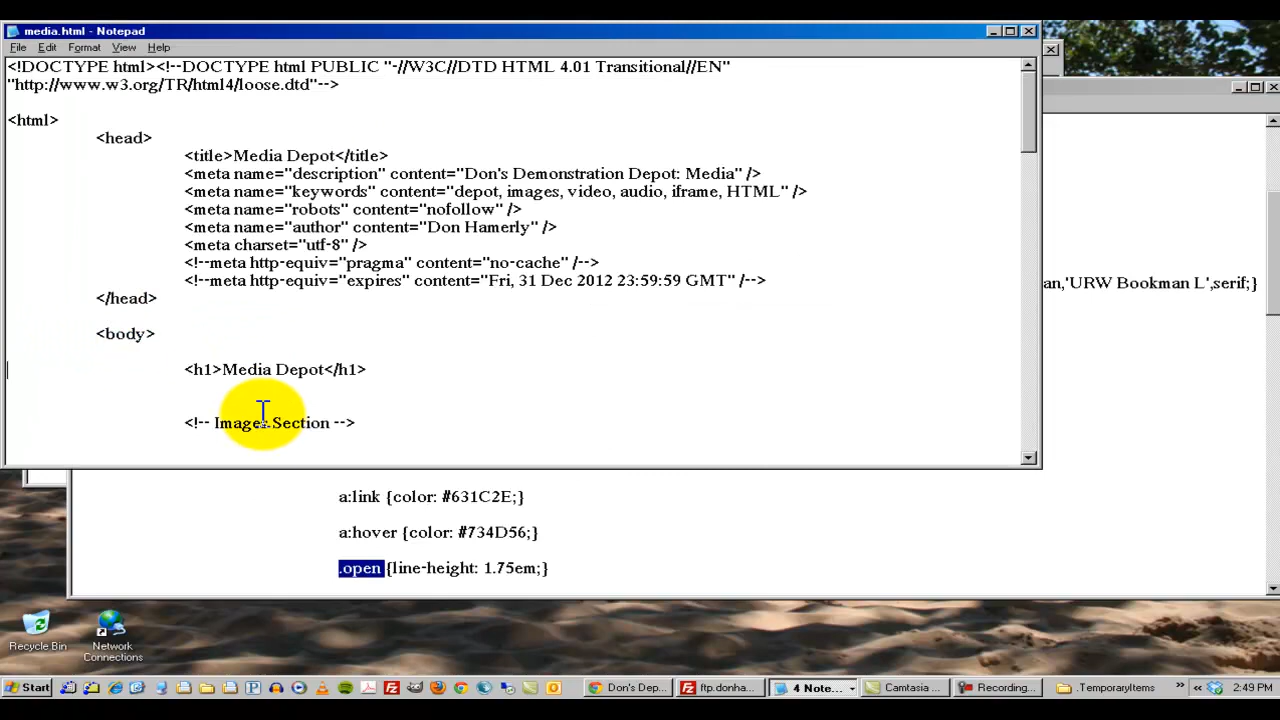 media.html - Notepad
File Edit Format View Help
<!DOCTYPE html><!--DOCTYPE html PUBLIC "-//W3C//DTD HTML 4.01 Transitional//EN"
"http://www.w3.org/TR/html4/loose.dtd"-->
<html>
<head>
<title>Media Depot</title>
<meta name="description" content="Don's Demonstration Depot: Media" />
<meta name="keywords" content="depot, images, video, audio, iframe, HTML" />
<meta name="robots" content="nofollow" />
<meta name="author" content="Don Hamerly" />
<meta charset="utf-8" />
<!--meta http-equiv="pragma" content="no-cache" /-->
<!--meta http-equiv="expires" content="Fri, 31 Dec 2012 23:59:59 GMT" /-->
an,'URW Bookman L',serif;}
</head>
<body>
<h1>Media Depot</h1>
<!-- Images Section -->
a:link {color: #631C2E;}
a:hover {color: #734D56;}
.open {line-height: 1.75em;}
Recycle Bin
Network Connections
Start
Don's Dep...
ftp.donha...
4 Note...
Camtasia ...
Recording...
.TemporaryItems
2:49 PM